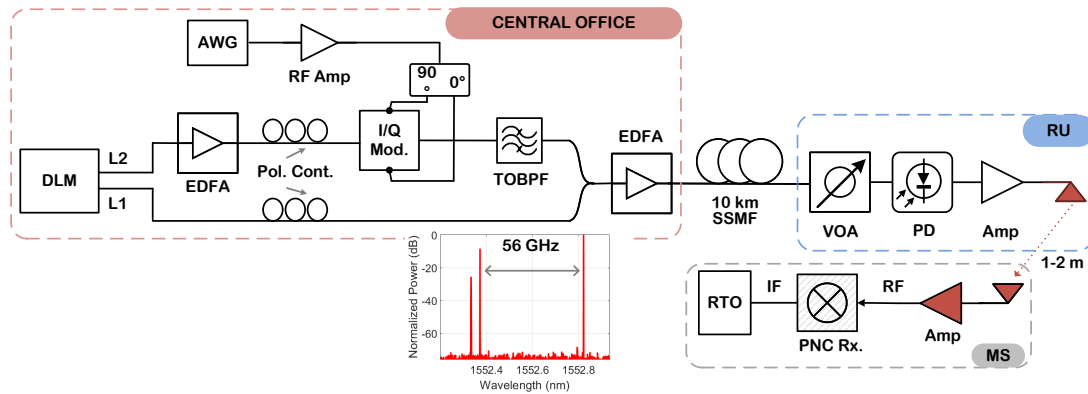 CENTRAL OFFICE
AWG
RF Amp
90
°
0°
I/Q
Mod.
L2
L1
DLM
EDFA
Pol. Cont.
TOBPF
EDFA
10 km
SSMF
RU
VOA
PD
Amp
1-2 m
RTO
IF
RF
PNC Rx.
Amp
MS
56 GHz
Normalized Power (dB)
0
-20
-40
-60
1552.4
1552.6
1552.8
Wavelength (nm)